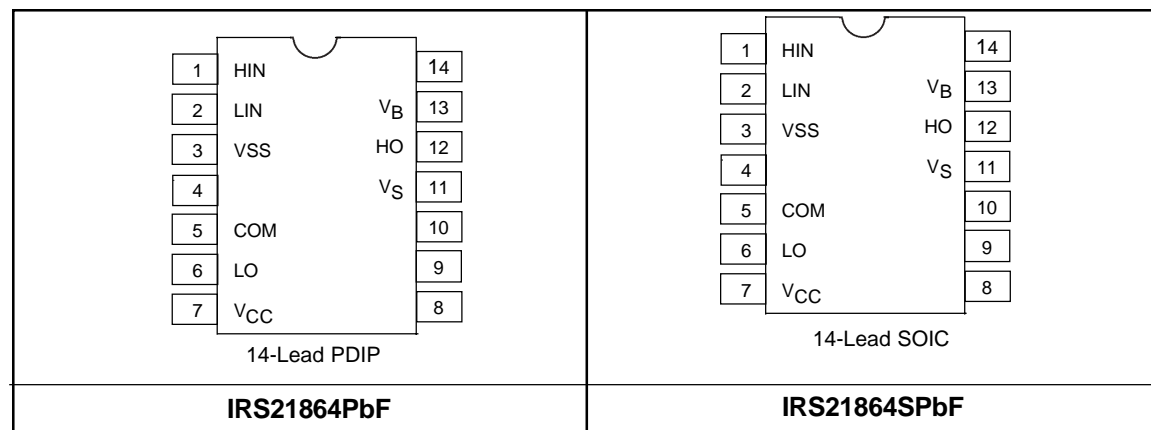 1 HIN 14
2 LIN VB 13
3 VSS HO 12
4 VS 11
5 COM 10
6 LO 9
7 VCC 8
14-Lead PDIP
IRS21864PbF
1 HIN 14
2 LIN VB 13
3 VSS HO 12
4 VS 11
5 COM 10
6 LO 9
7 VCC 8
14-Lead SOIC
IRS21864SPbF